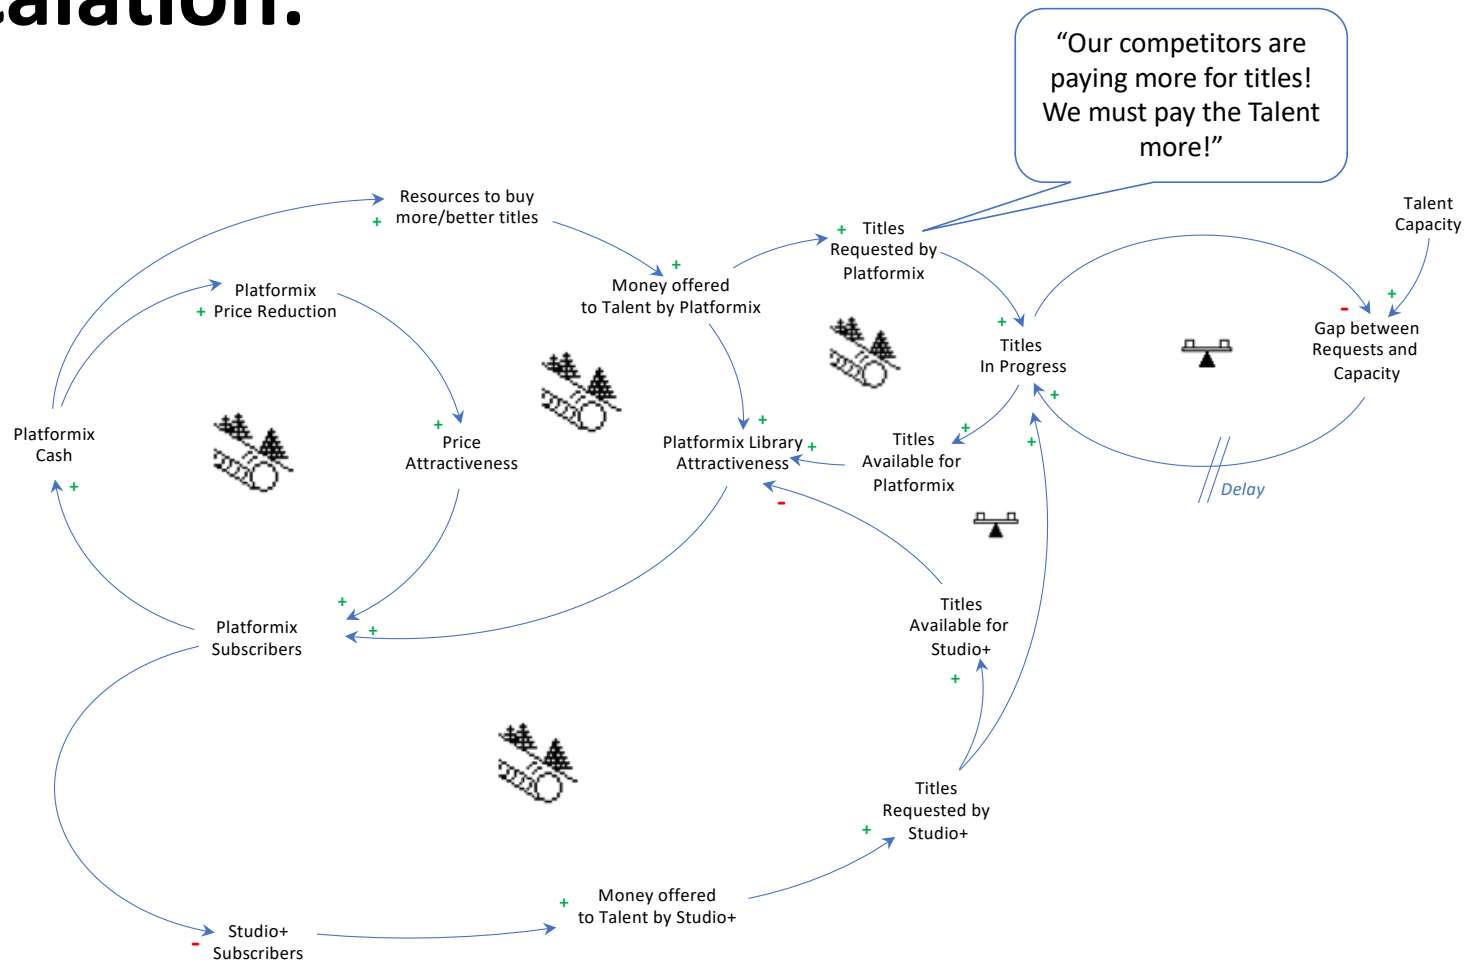 “Our competitors are
paying more for titles!
We must pay the Talent
more!”
Resources to buy
+ more/better titles
Talent
Capacity
+ Titles
Requested by
Platformix
+
Money offered
to Talent by Platformix
Platformix
+ Price Reduction
+
-
Gap between
Requests and
Capacity
+
Titles
In Progress
+
Platformix
Cash
+
+
Price
Attractiveness
+
Platformix Library +
Attractiveness
+
Titles
Available for
Platformix
+
-
Delay
+
+
+
Platformix
Subscribers
Titles
Available for
Studio+
+
Titles
Requested by
Studio+
+
+
Money offered
to Talent by Studio+
-
Studio+
Subscribers